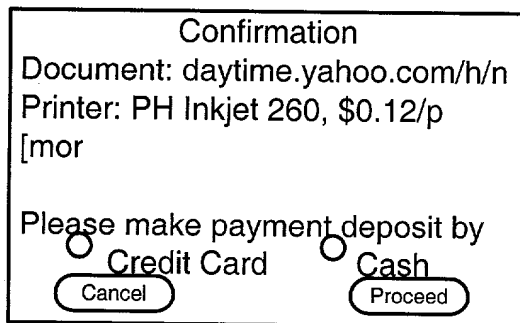 Confirmation
Document: daytime.yahoo.com/h/n
Printer: PH Inkjet 260, $0.12/p
[mor
Please make payment deposit by
Credit Card Cash
Cancel Proceed